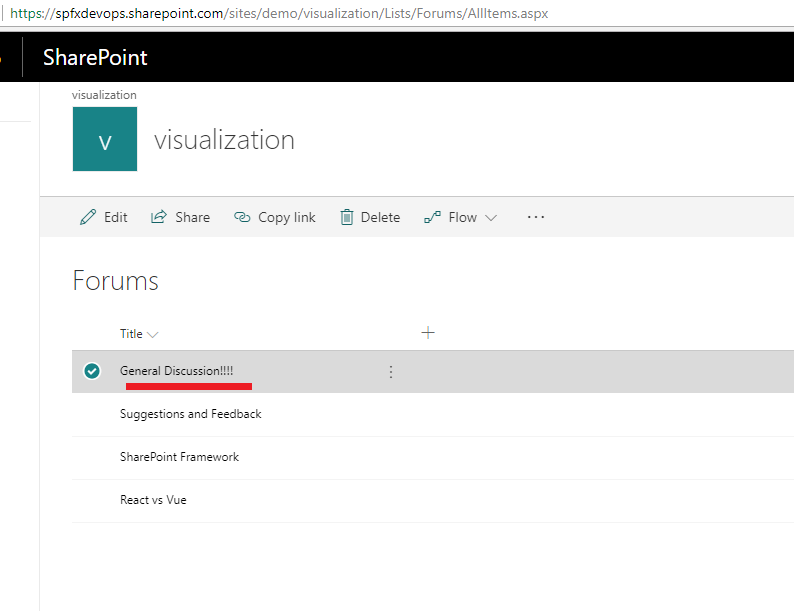 https://spfxdevops.sharepoint.com/sites/demo/visualization/Lists/Forums/AllItems.aspx
SharePoint
visualization
V visualization
Edit Share Copy link Delete Flow ...
Forums
Title
General Discussion!!!!
Suggestions and Feedback
SharePoint Framework
React vs Vue